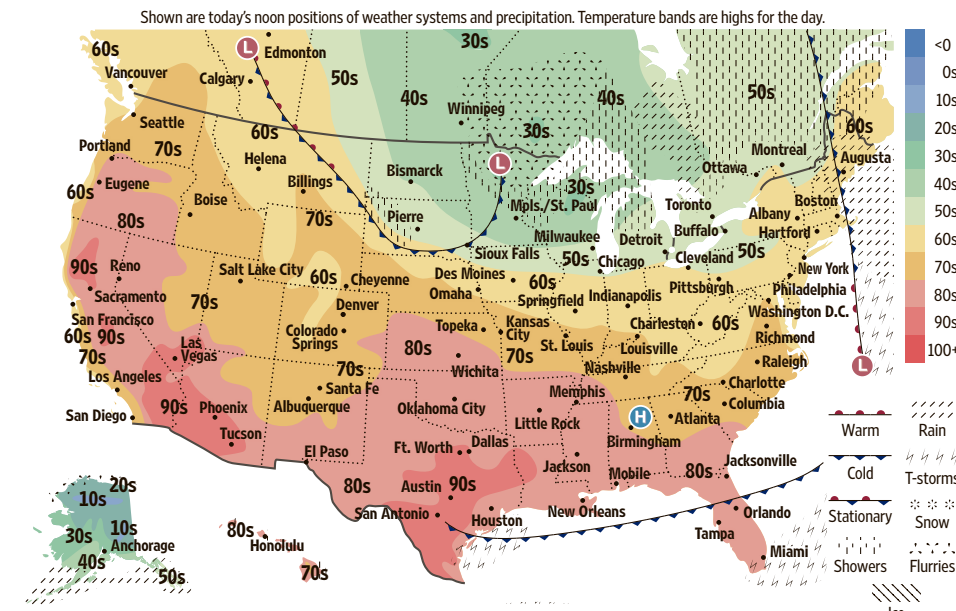 Shown are today's noon positions of weather systems and precipitation. Temperature bands are highs for the day.
60s
L
Edmonton
30s
<0
Vancouver
Calgary
50s
40s
40s
50s
0s
10s
Winnipeg
20s
Seattle
60s
30s
60s
30s
Portland
70s
Helena
L
Montreal
Augusta
40s
60s
Eugene
Billings
Bismarck
30s
Ottawa
50s
Boise
Mpls./St. Paul
Toronto
Boston
60s
80s
70s
Pierre
Albany
Buffalo
Hartford
70s
Milwaukee
Detroit
80s
90s
Reno
Salt Lake City
60s
Cheyenne
Sioux Falls
50s
Chicago
Cleveland
50s
New York
90s
Des Moines
60s
Pittsburgh
Philadelphia
100+
Sacramento
70s
Denver
Omaha
Springfield
Indianapolis
Washington D.C.
San Francisco
Colorado
Springs
Topeka
Kansas
City
Charleston
60s
Richmond
60s
90s
Las
Vegas
80s
70s
St. Louis
Louisville
Raleigh
L
70s
70s
Wichita
Nashville
Los Angeles
Santa Fe
Memphis
70s
Charlotte
San Diego
90s
Phoenix
Albuquerque
Oklahoma City
Little Rock
H
Atlanta
Columbia
Tucson
Birmingham
Warm
Rain
El Paso
Ft. Worth
Dallas
Jackson
Mobile
80s
Jacksonville
Cold
T-storms
20s
10s
80s
Austin
90s
San Antonio
Houston
New Orleans
Orlando
Stationary
Snow
30s
10s
Anchorage
80s
Honolulu
Tampa
40s
50s
70s
Miami
Showers
Flurries